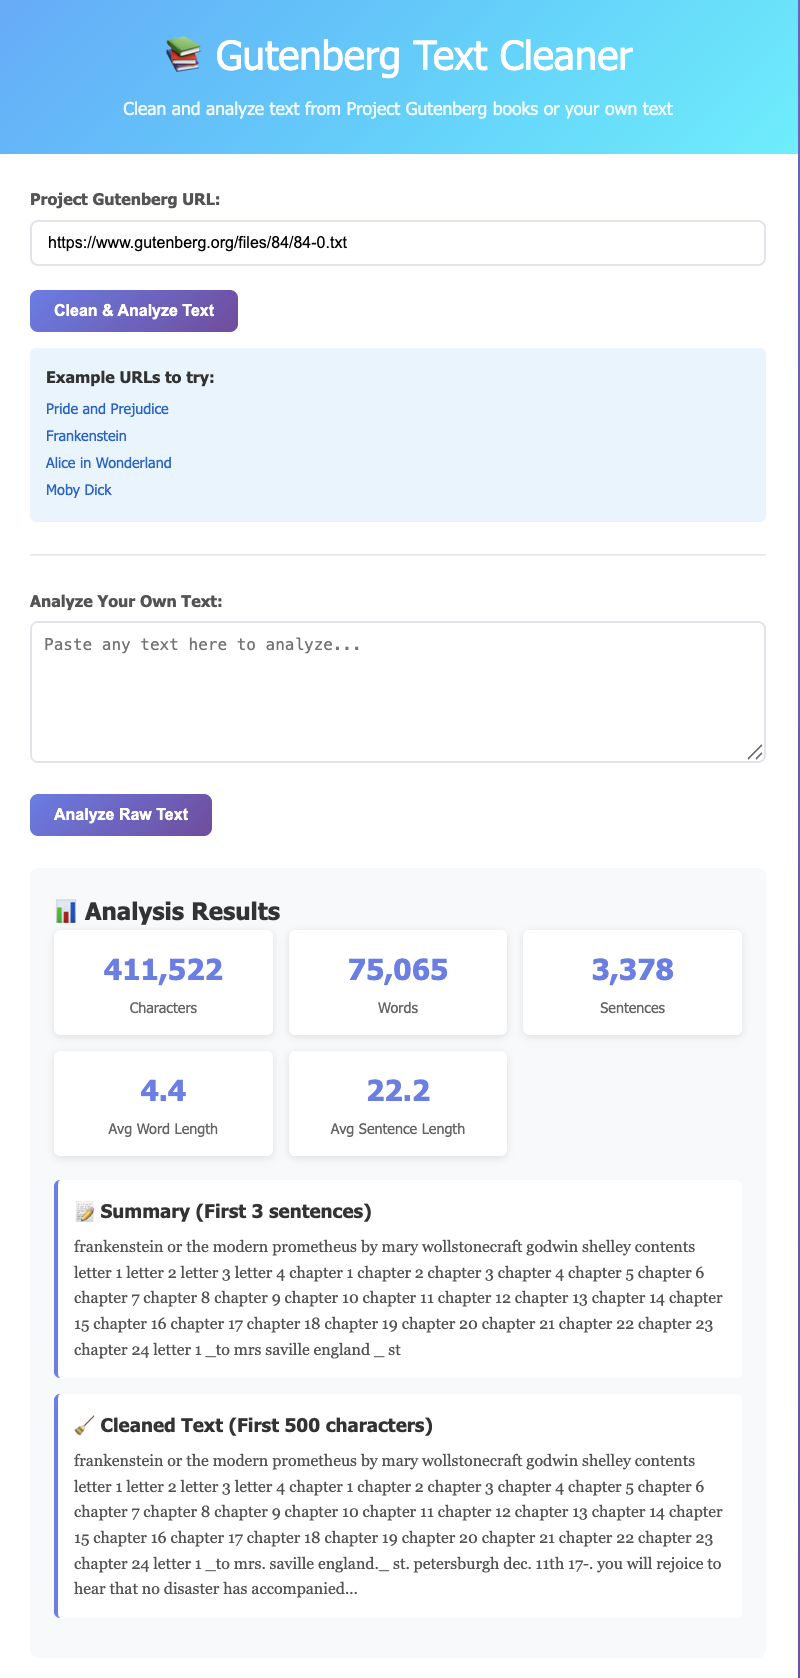 📚 Gutenberg Text Cleaner
Clean and analyze text from Project Gutenberg books or your own text
Project Gutenberg URL:
https://www.gutenberg.org/files/84/84-0.txt
Clean & Analyze Text
Example URLs to try:
Pride and Prejudice
Frankenstein
Alice in Wonderland
Moby Dick
Analyze Your Own Text:
Paste any text here to analyze...
Analyze Raw Text
📊 Analysis Results
411,522
Characters
75,065
Words
3,378
Sentences
4.4
Avg Word Length
22.2
Avg Sentence Length
📝 Summary (First 3 sentences)
frankenstein or the modern prometheus by mary wollstonecraft godwin shelley contents
letter 1 letter 2 letter 3 letter 4 chapter 1 chapter 2 chapter 3 chapter 4 chapter 5 chapter 6
chapter 7 chapter 8 chapter 9 chapter 10 chapter 11 chapter 12 chapter 13 chapter 14 chapter
15 chapter 16 chapter 17 chapter 18 chapter 19 chapter 20 chapter 21 chapter 22 chapter 23
chapter 24 letter 1 _to mrs saville england _ st
🧹 Cleaned Text (First 500 characters)
frankenstein or the modern prometheus by mary wollstonecraft godwin shelley contents
letter 1 letter 2 letter 3 letter 4 chapter 1 chapter 2 chapter 3 chapter 4 chapter 5 chapter 6
chapter 7 chapter 8 chapter 9 chapter 10 chapter 11 chapter 12 chapter 13 chapter 14 chapter
15 chapter 16 chapter 17 chapter 18 chapter 19 chapter 20 chapter 21 chapter 22 chapter 23
chapter 24 letter 1 _to mrs. saville england._ st. petersburgh dec. 11th 17-. you will rejoice to
hear that no disaster has accompanied...